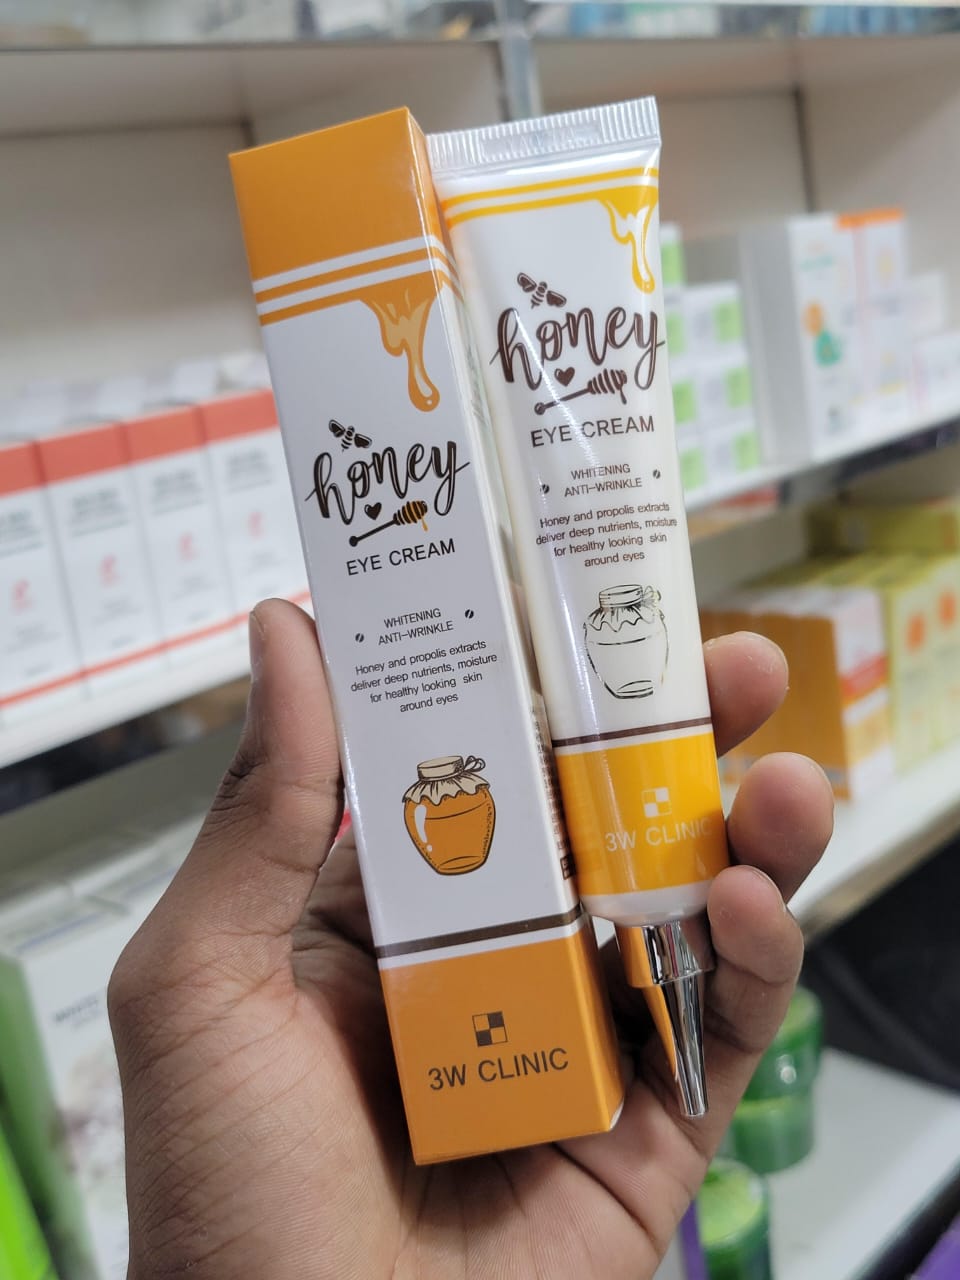 honey
EYE CREAM
WHITENING
ANTI-WRINKLE
Honey and propolis extracts
deliver deep nutrients, moisture
for healthy looking skin
around eyes
3W CLINIC
honey
EYE CREAM
WHITENING
ANTI-WRINKLE
Honey and propolis extracts
deliver deep nutrients, moisture
for healthy looking skin
around eyes
3W CLINIC